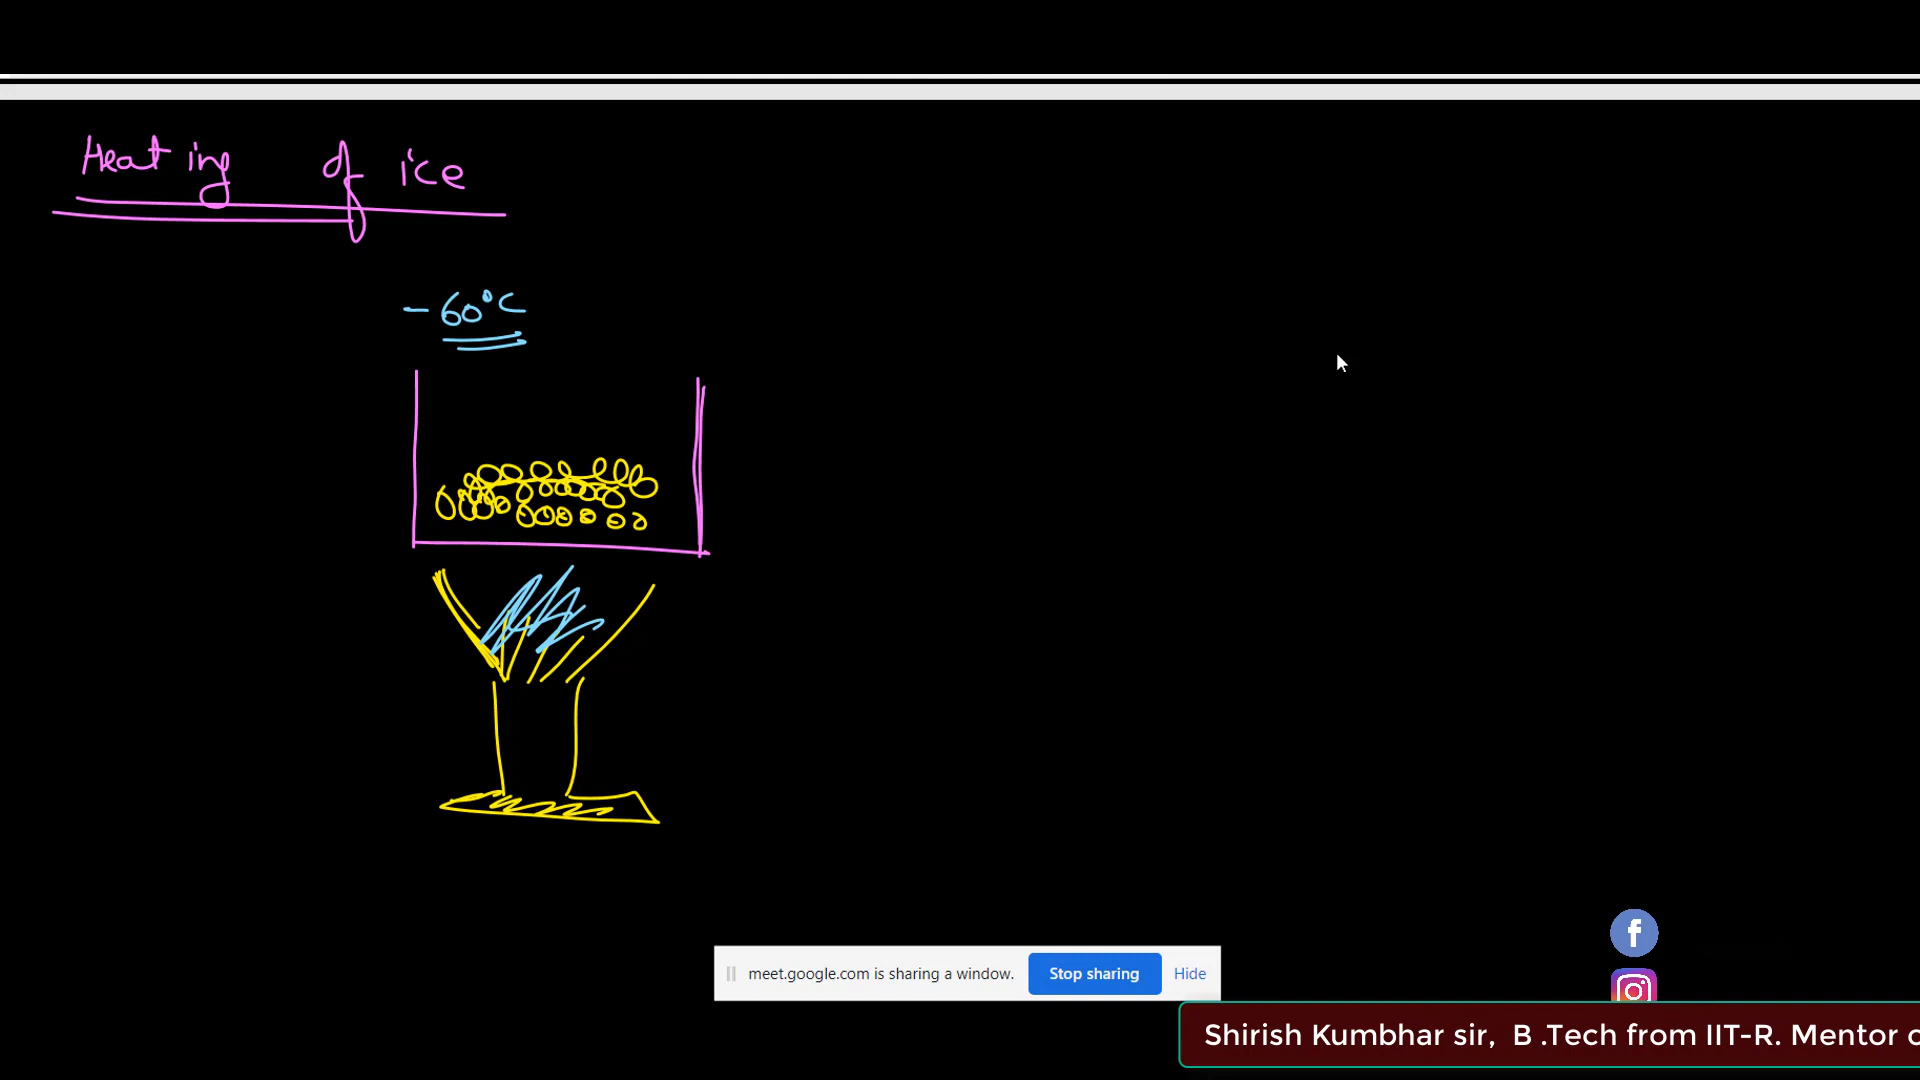 Heating of ice
- 60°C
meet.google.com is sharing a window. Stop sharing Hide
Shirish Kumbhar sir, B .Tech from IIT-R. Mentor